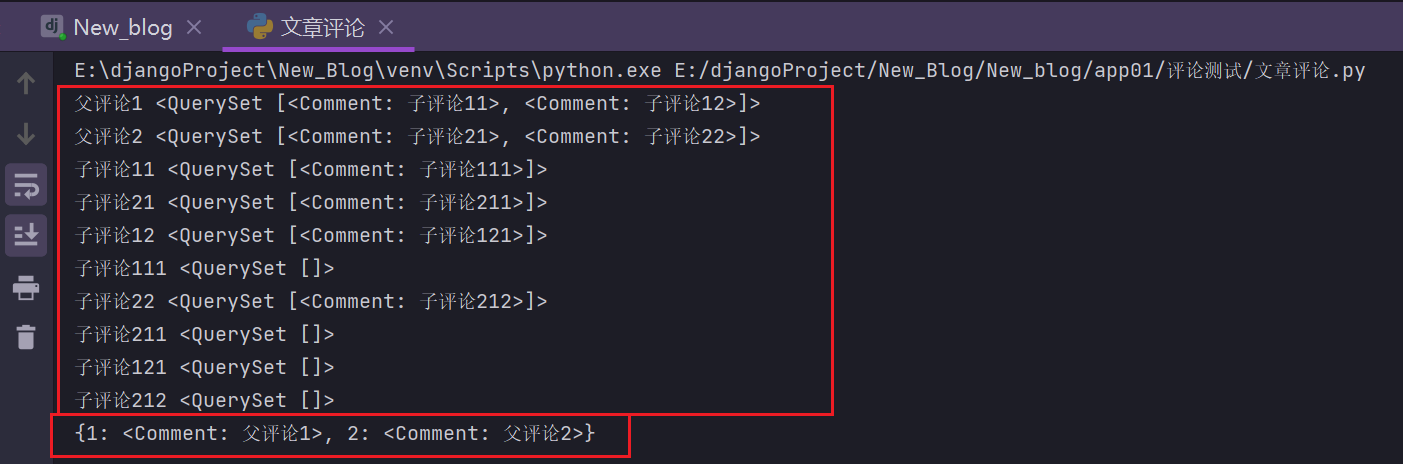 dj New_blog × 文章评论 ×
E:\djangoProject\New_Blog\venv\Scripts\python.exe E:/djangoProject/New_Blog/New_blog/app01/评论测试/文章评论.py
父评论1 <QuerySet [<Comment: 子评论11>, <Comment: 子评论12>]>
父评论2 <QuerySet [<Comment: 子评论21>, <Comment: 子评论22>]>
子评论11 <QuerySet [<Comment: 子评论111>]>
子评论21 <QuerySet [<Comment: 子评论211>]>
子评论12 <QuerySet [<Comment: 子评论121>]>
子评论111 <QuerySet []>
子评论22 <QuerySet [<Comment: 子评论212>]>
子评论211 <QuerySet []>
子评论121 <QuerySet []>
子评论212 <QuerySet []>
{1: <Comment: 父评论1>, 2: <Comment: 父评论2>}